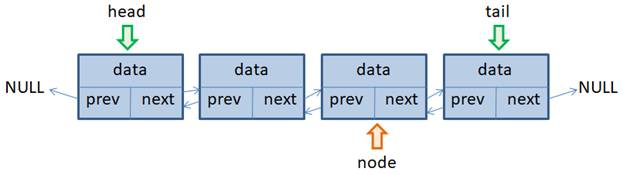 head tail
data data data data
NULL prev next prev next prev next prev next NULL
node